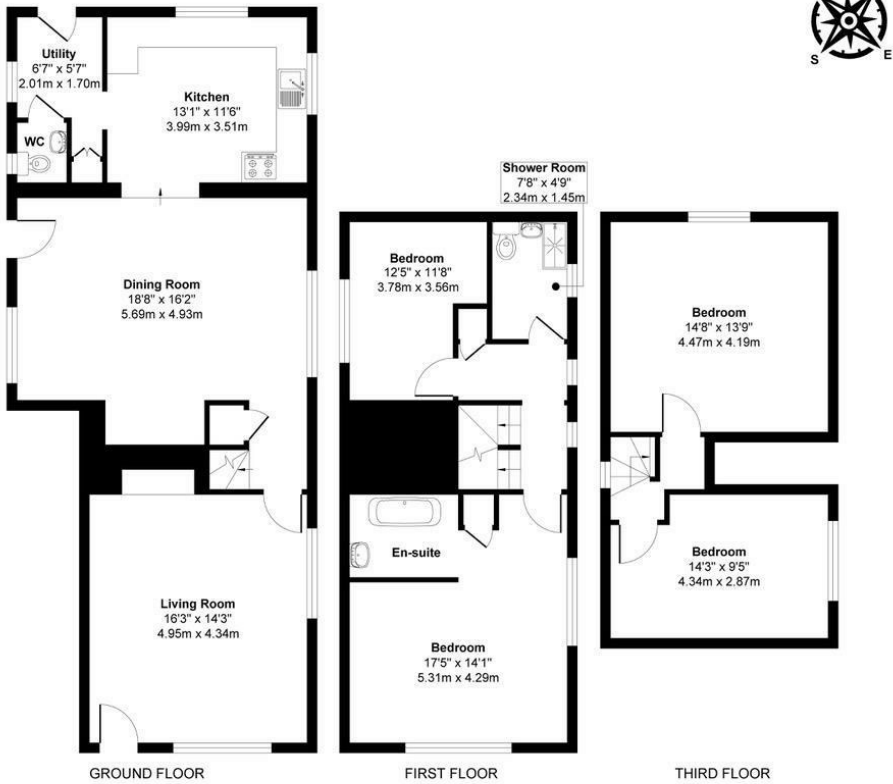 S
E
Utility
6'7" x 5'7"
2.01m x 1.70m
Kitchen
13'1" x 11'6"
3.99m x 3.51m
WC
Dining Room
18'8" x 16'2"
5.69m x 4.93m
Living Room
16'3" x 14'3"
4.95m x 4.34m
GROUND FLOOR
Shower Room
7'8" x 4'9"
2.34m x 1.45m
Bedroom
12'5" x 11'8"
3.78m x 3.56m
En-suite
Bedroom
17'5" x 14'1"
5.31m x 4.29m
FIRST FLOOR
Bedroom
14'8" x 13'9"
4.47m x 4.19m
Bedroom
14'3" x 9'5"
4.34m x 2.87m
THIRD FLOOR